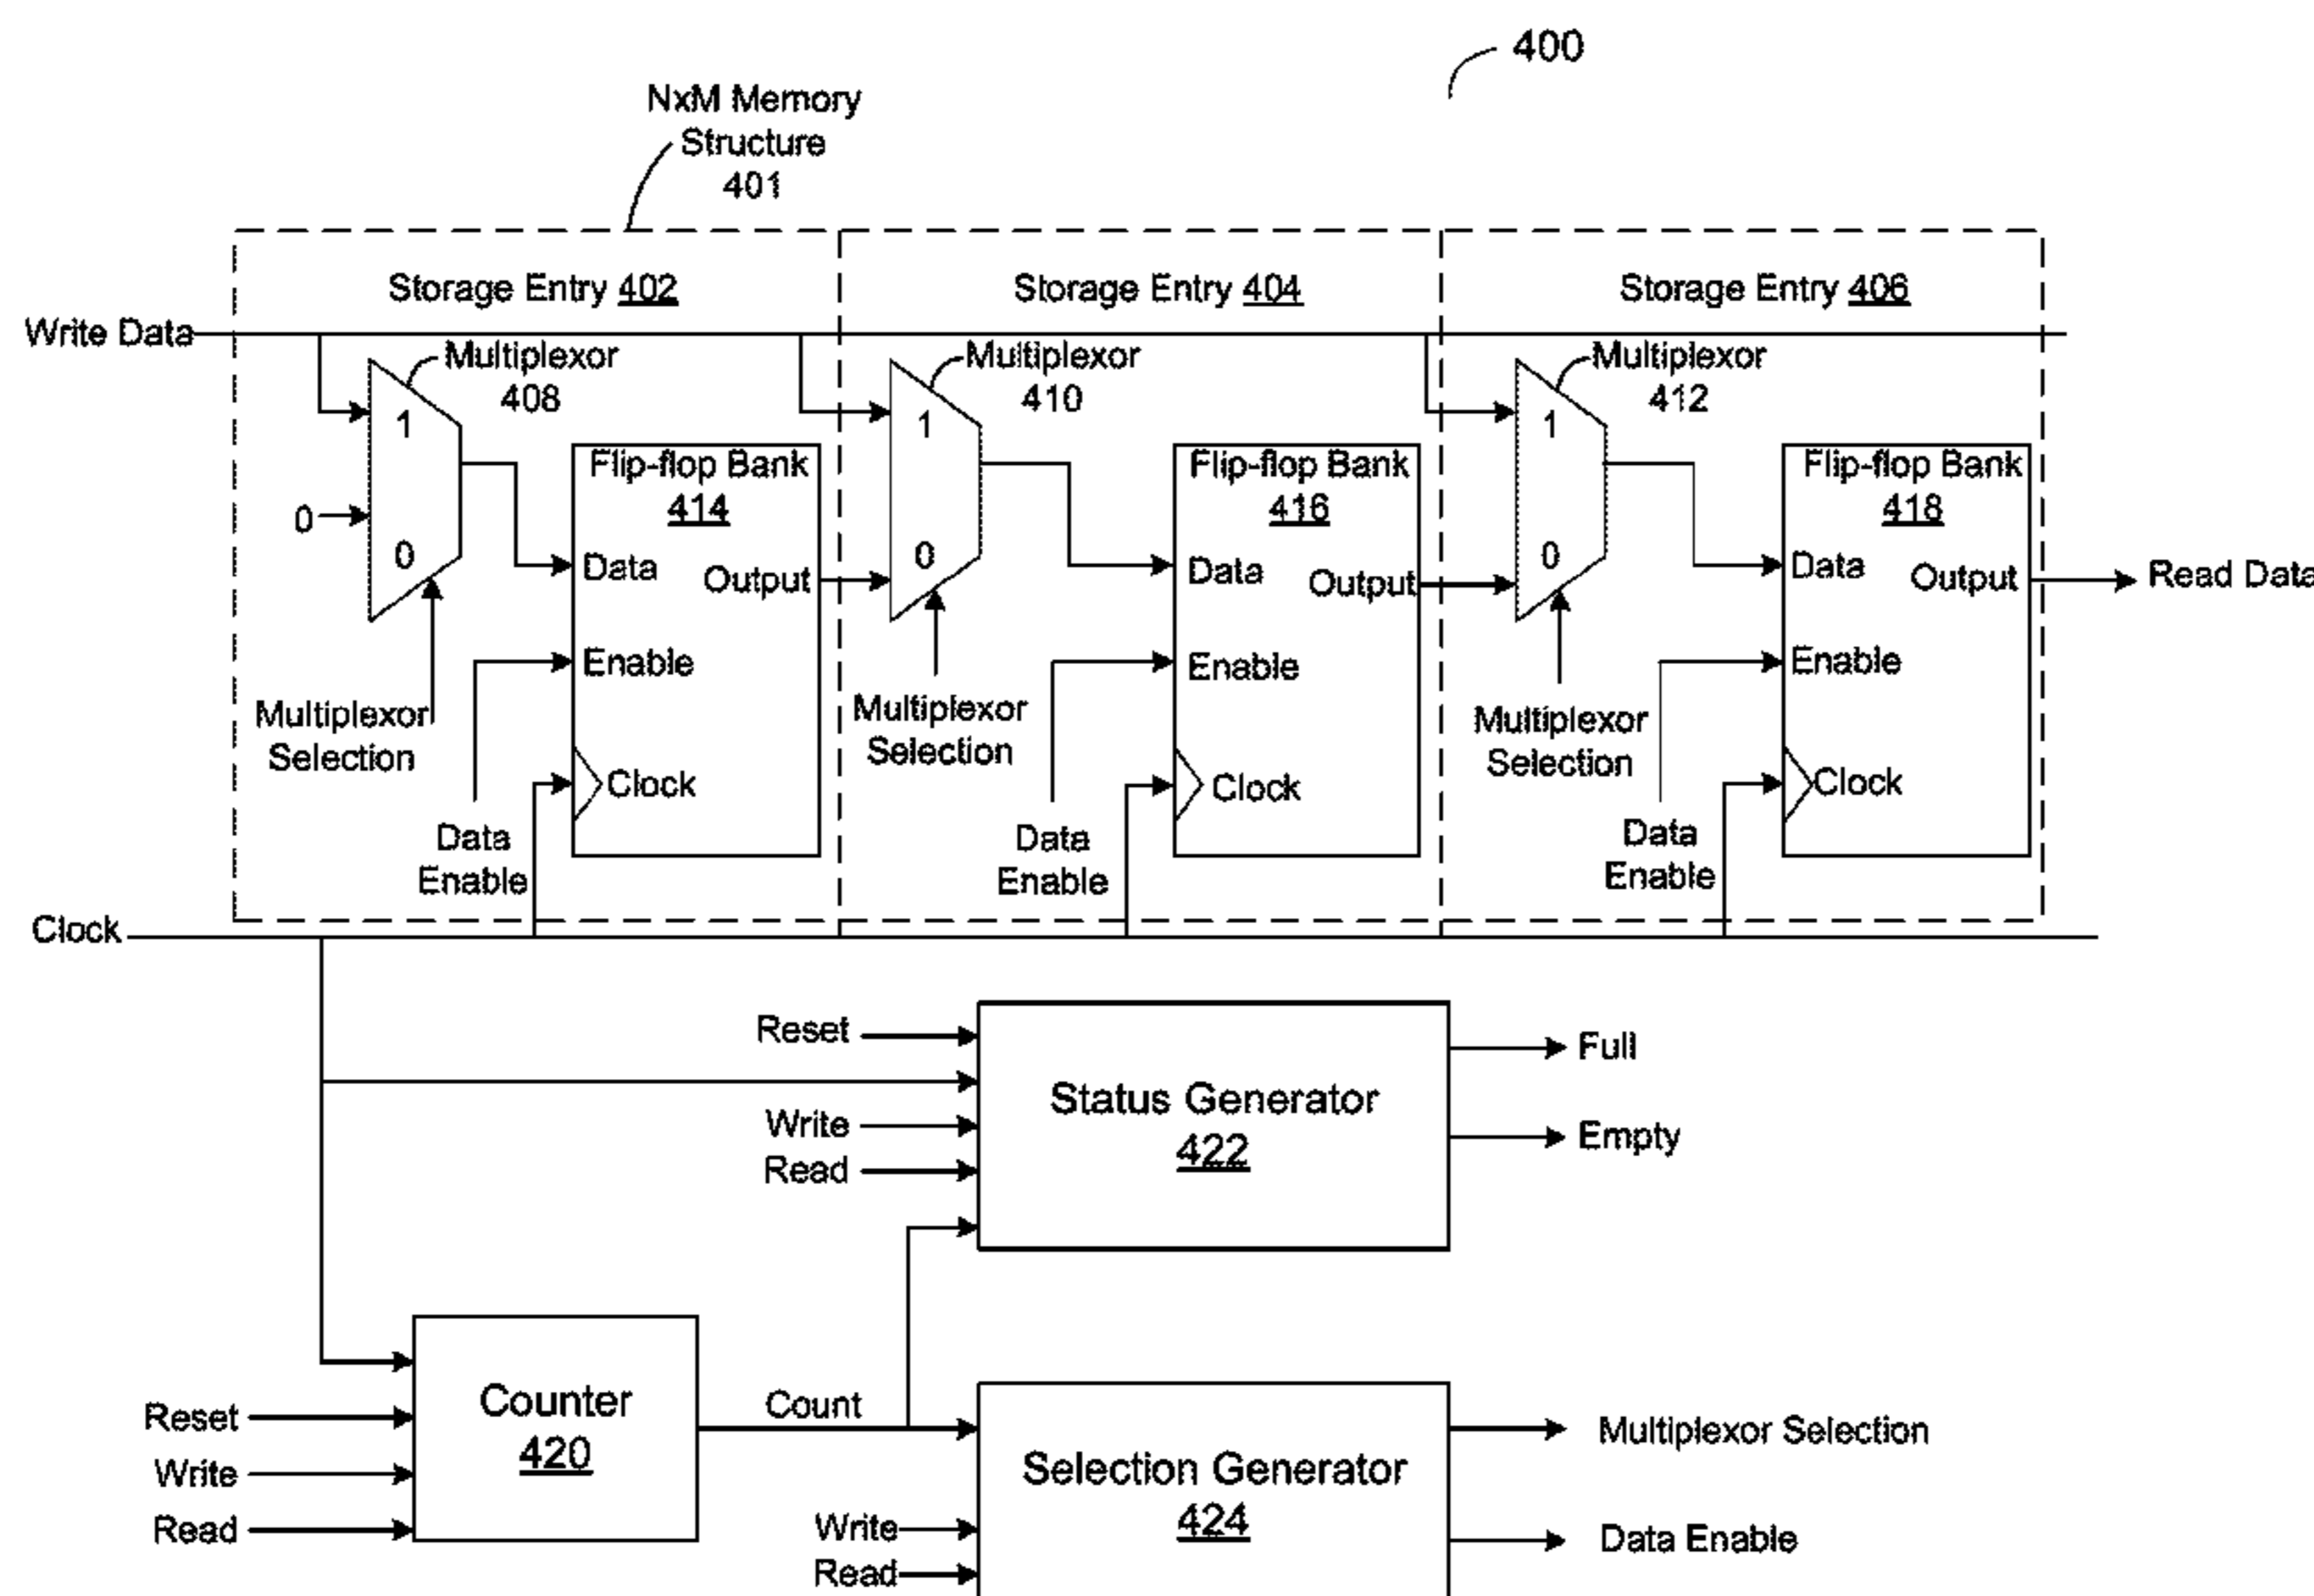 400
NxM Memory
Structure
401
Storage Entry 402
Storage Entry 404
Storage Entry 406
Write Data
Multiplexor
408
Multiplexor
410
Multiplexor
412
1
1
1
Flip-flop Bank
414
Flip-flop Bank
416
Flip-flop Bank
418
0
0
0
0
Data
Output
Data
Output
Data
Output
Read Data
Enable
Enable
Enable
Multiplexor
Selection
Multiplexor
Selection
Multiplexor
Selection
Clock
Clock
Clock
Data
Enable
Data
Enable
Data
Enable
Clock
Reset
Write
Read
Status Generator
422
Full
Empty
Reset
Write
Read
Counter
420
Count
Write
Read
Selection Generator
424
Multiplexor Selection
Data Enable